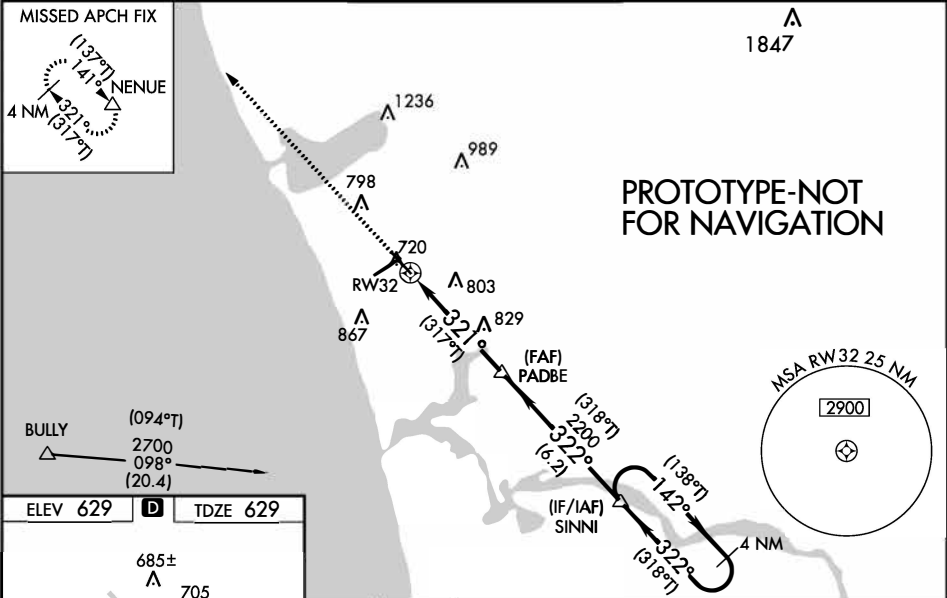 MISSED APCH FIX
(137°T)
141°
NENUE
4 NM
321°
(317°T)
1847
1236
989
798
PROTOTYPE-NOT
FOR NAVIGATION
720
RW32
803
867
829
321°
(317°T)
(FAF)
PADBE
MSA RW32 25 NM
2900
(318°T)
2200
322°
(6.2)
BULLY
(094°T)
2700
098°
(20.4)
(138°T)
142°
(IF/IAF)
SINNI
4 NM
322°
(318°T)
ELEV 629
D
TDZE 629
685±
705